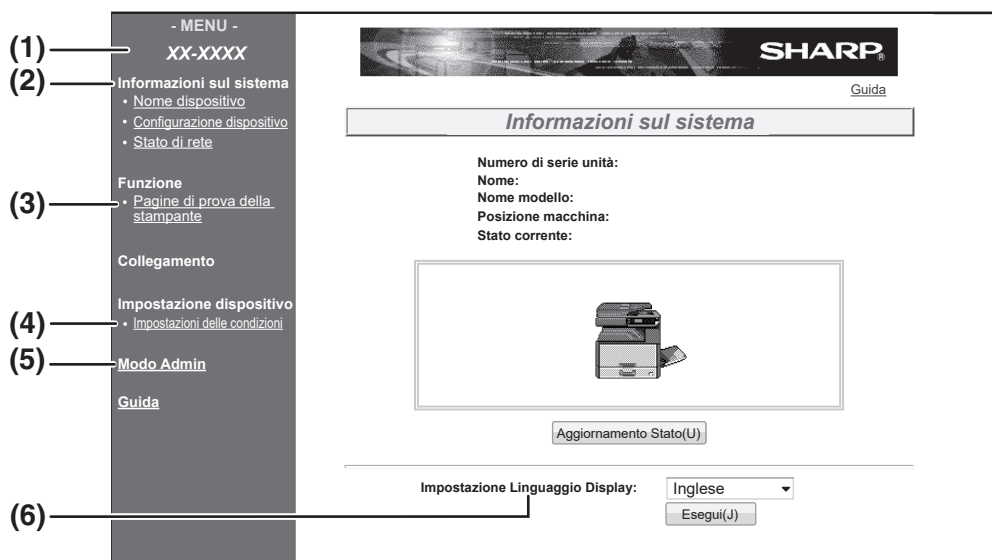 - MENU -
(1)
XX-XXXX
(2)
Informazioni sul sistema
• Nome dispositivo
• Configurazione dispositivo
• Stato di rete
Funzione
(3)
• Pagine di prova della
stampante
Collegamento
Impostazione dispositivo
(4)
• Impostazioni delle condizioni
(5)
Modo Admin
Guida
SHARP®
Guida
Informazioni sul sistema
Numero di serie unità:
Nome:
Nome modello:
Posizione macchina:
Stato corrente:
Aggiornamento Stato(U)
(6)
Impostazione Linguaggio Display: Inglese
Esegui(J)